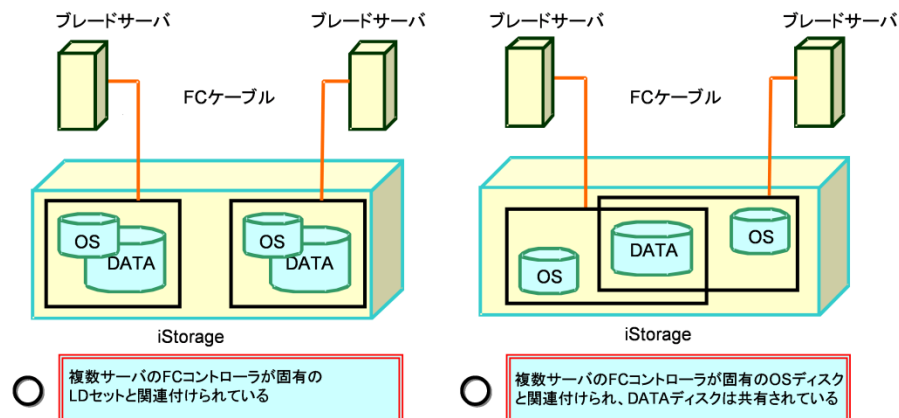 ブレードサーバ
ブレードサーバ
FCケーブル
OS
DATA
OS
DATA
iStorage
複数サーバのFCコントローラが固有の
LDセットと関連付けられている
ブレードサーバ
ブレードサーバ
FCケーブル
OS
DATA
OS
iStorage
複数サーバのFCコントローラが固有のOSディスク
と関連付けられ、DATAディスクは共有されている